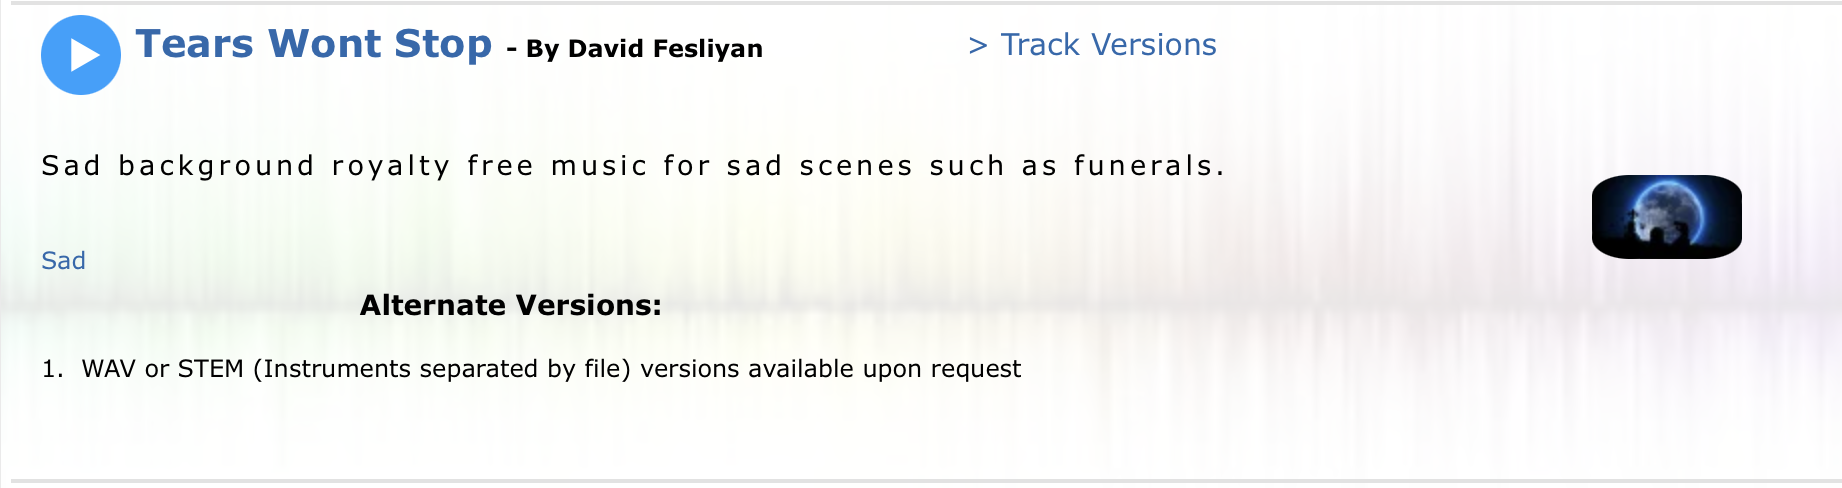 Tears Wont Stop - By David Fesliyan > Track Versions
Sad background royalty free music for sad scenes such as funerals.
Sad
Alternate Versions:
1. WAV or STEM (Instruments separated by file) versions available upon request